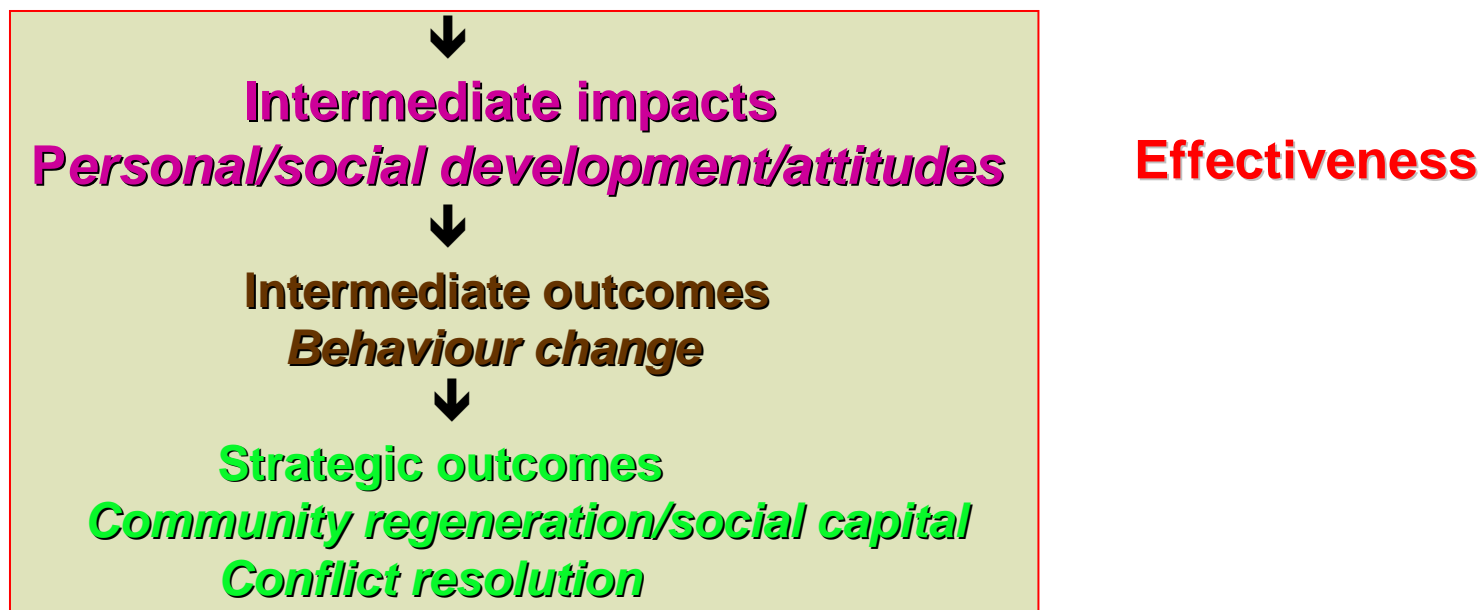 Intermediate impacts
Personal/social development/attitudes
Effectiveness
Intermediate outcomes
Behaviour change
Strategic outcomes
Community regeneration/social capital
Conflict resolution